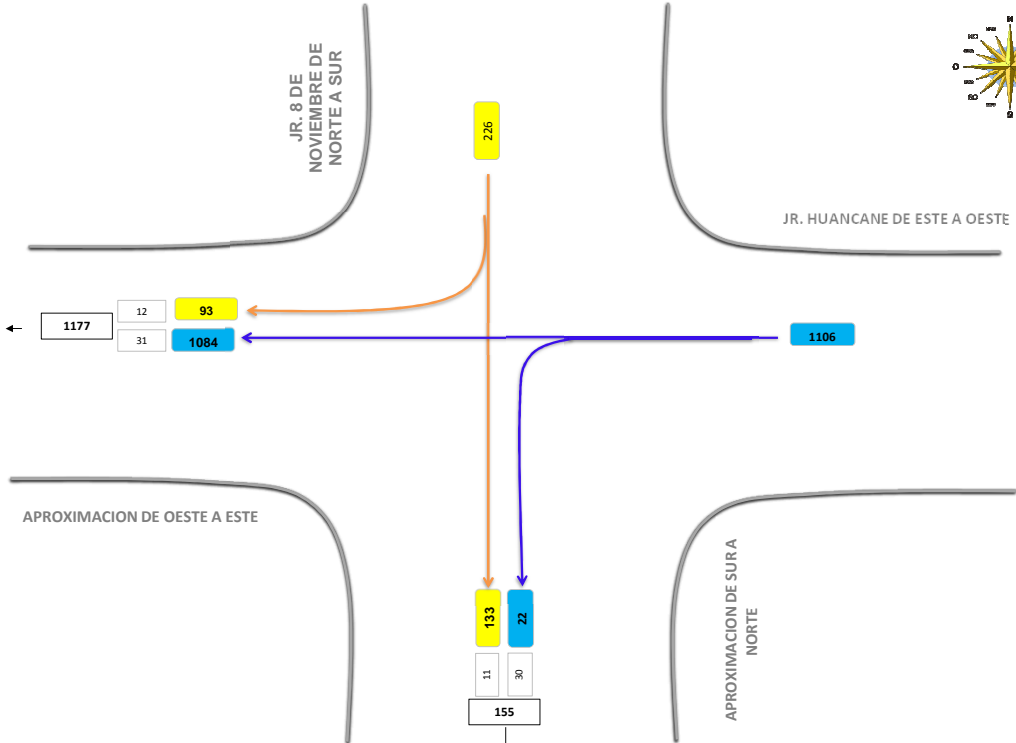 JR. 8 DE
NOVIEMBRE DE
NORTE A SUR
226
N
O
JR. HUANCANE DE ESTE A OESTE
12
93
1177
31
1084
1106
APROXIMACION DE OESTE A ESTE
APROXIMACION DE SUR A
NORTE
133
22
11
30
155